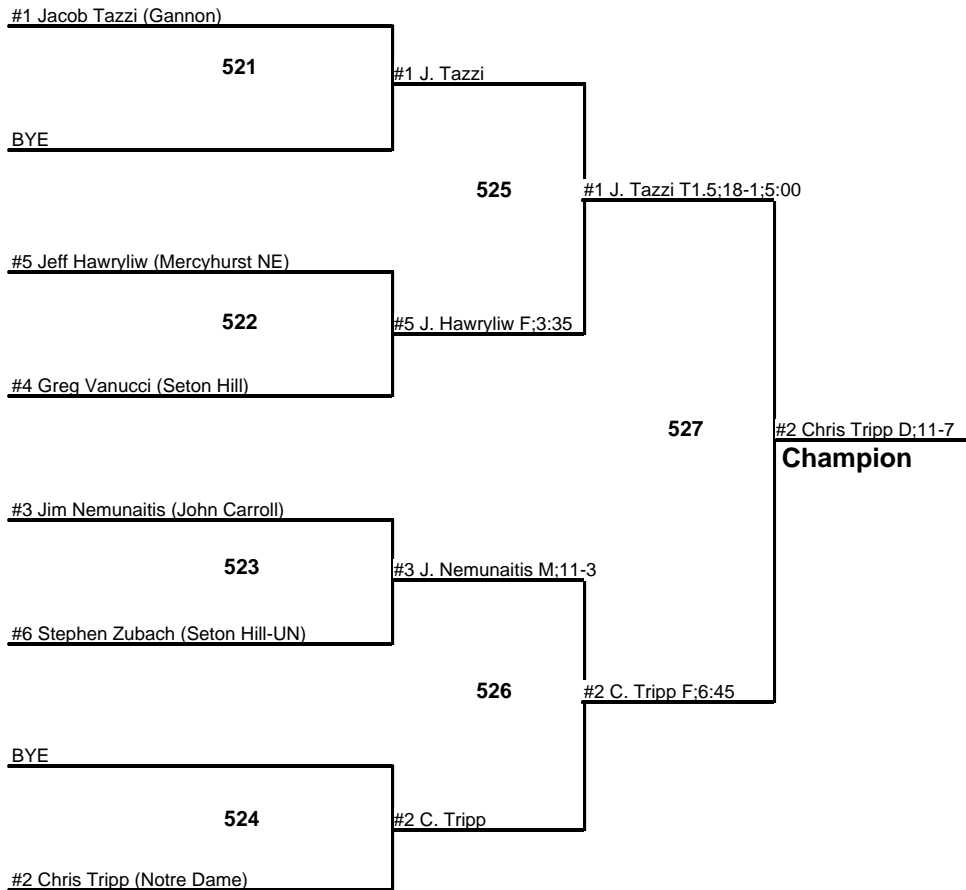 #1 Jacob Tazzi (Gannon)
521
#1 J. Tazzi
BYE
525
#1 J. Tazzi T1.5;18-1;5:00
#5 Jeff Hawryliw (Mercyhurst NE)
522
#5 J. Hawryliw F;3:35
#4 Greg Vanucci (Seton Hill)
527
#2 Chris Tripp D;11-7
Champion
#3 Jim Nemunaitis (John Carroll)
523
#3 J. Nemunaitis M;11-3
#6 Stephen Zubach (Seton Hill-UN)
526
#2 C. Tripp F;6:45
BYE
524
#2 C. Tripp
#2 Chris Tripp (Notre Dame)